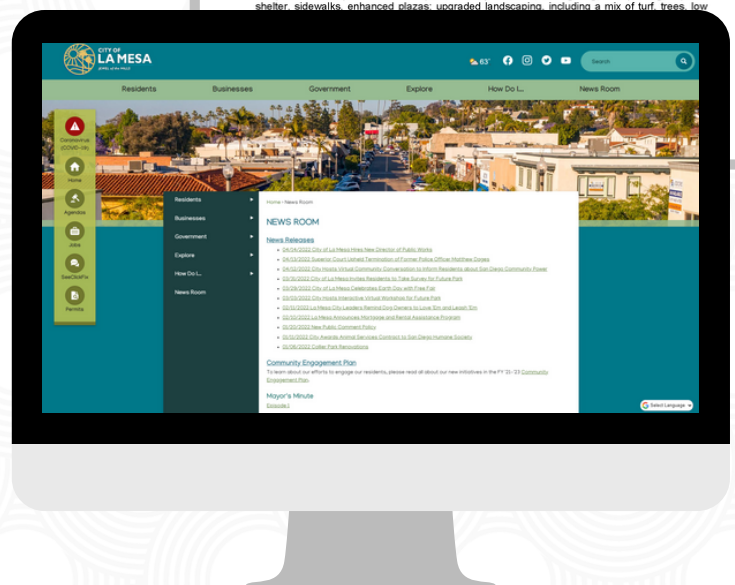 shelter, sidewalks, enhanced plazas; upgraded landscaping, including a mix of turf, trees, low
CITY OF
LA MESA
JEWEL of the HILLS
63°
Search
Residents Businesses Government Explore How Do I... News Room
Coronavirus
(COVID-19)
Home
Agendas
Jobs
SeeClickFix
Permits
Residents
Businesses
Government
Explore
How Do I...
News Room
Home › News Room
NEWS ROOM
News Releases
04/14/2022 City of La Mesa Hires New Director of Public Works
04/13/2022 Superior Court Upheld Termination of Former Police Officer Matthew Dages
04/12/2022 City Hosts Virtual Community Conversation to Inform Residents about San Diego Community Power
03/31/2022 City of La Mesa Invites Residents to Take Survey for Future Park
03/29/2022 City of La Mesa Celebrates Earth Day with Free Fair
03/03/2022 City Hosts Interactive Virtual Workshop for Future Park
02/11/2022 La Mesa City Leaders Remind Dog Owners to Love 'Em and Leash 'Em
02/02/2022 La Mesa Announces Mortgage and Rental Assistance Program
01/20/2022 New Public Comment Policy
01/11/2022 City Awards Animal Services Contract to San Diego Humane Society
01/06/2022 Collier Park Renovations
Community Engagement Plan
To learn about our efforts to engage our residents, please read all about our new initiatives in the FY '21-'23 Community
Engagement Plan.
Mayor's Minute
Episode 1
Select Language